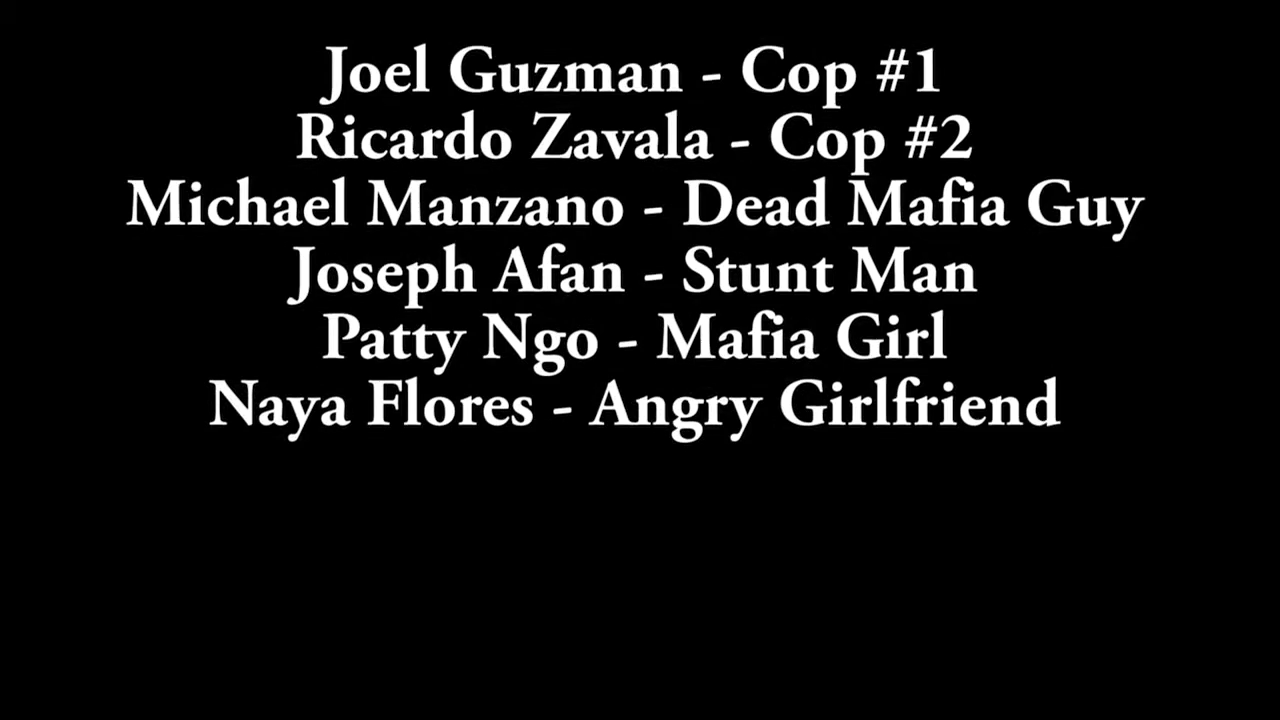 Joel Guzman - Cop #1
Ricardo Zavala - Cop #2
Michael Manzano - Dead Mafia Guy
Joseph Afan - Stunt Man
Patty Ngo - Mafia Girl
Naya Flores - Angry Girlfriend